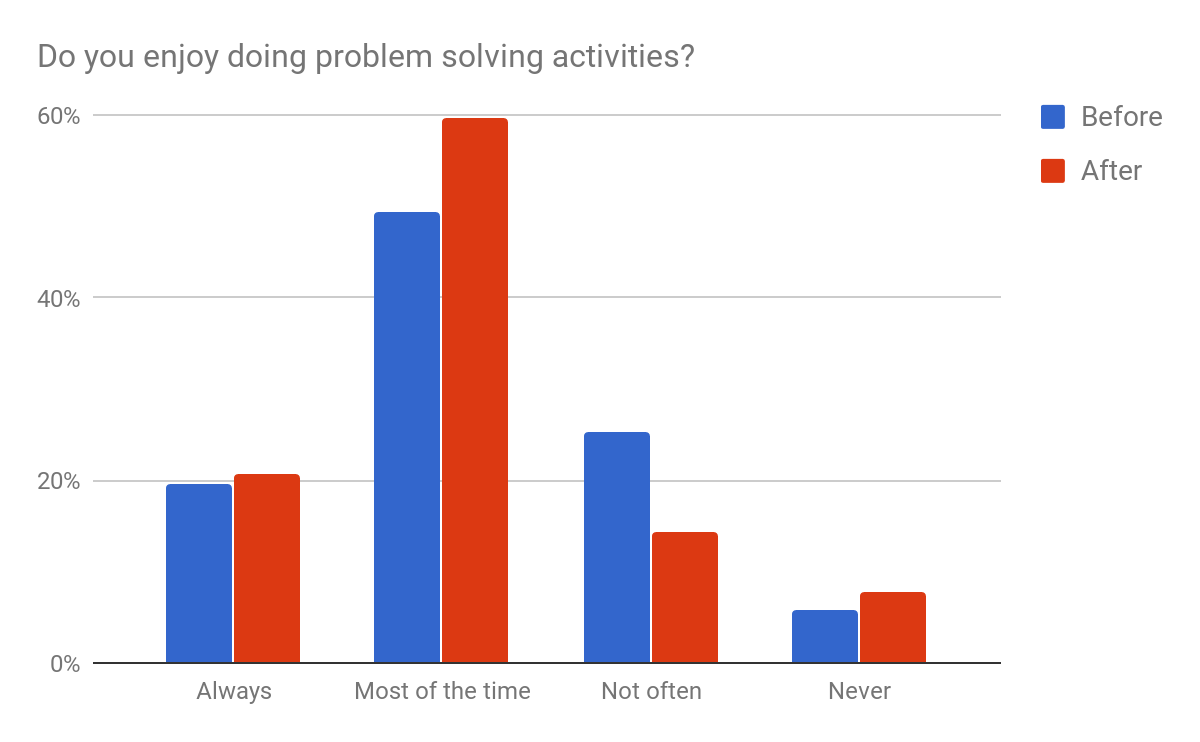 Do you enjoy doing problem solving activities?
60%
40%
20%
0%
Always
Most of the time
Not often
Never
Before
After